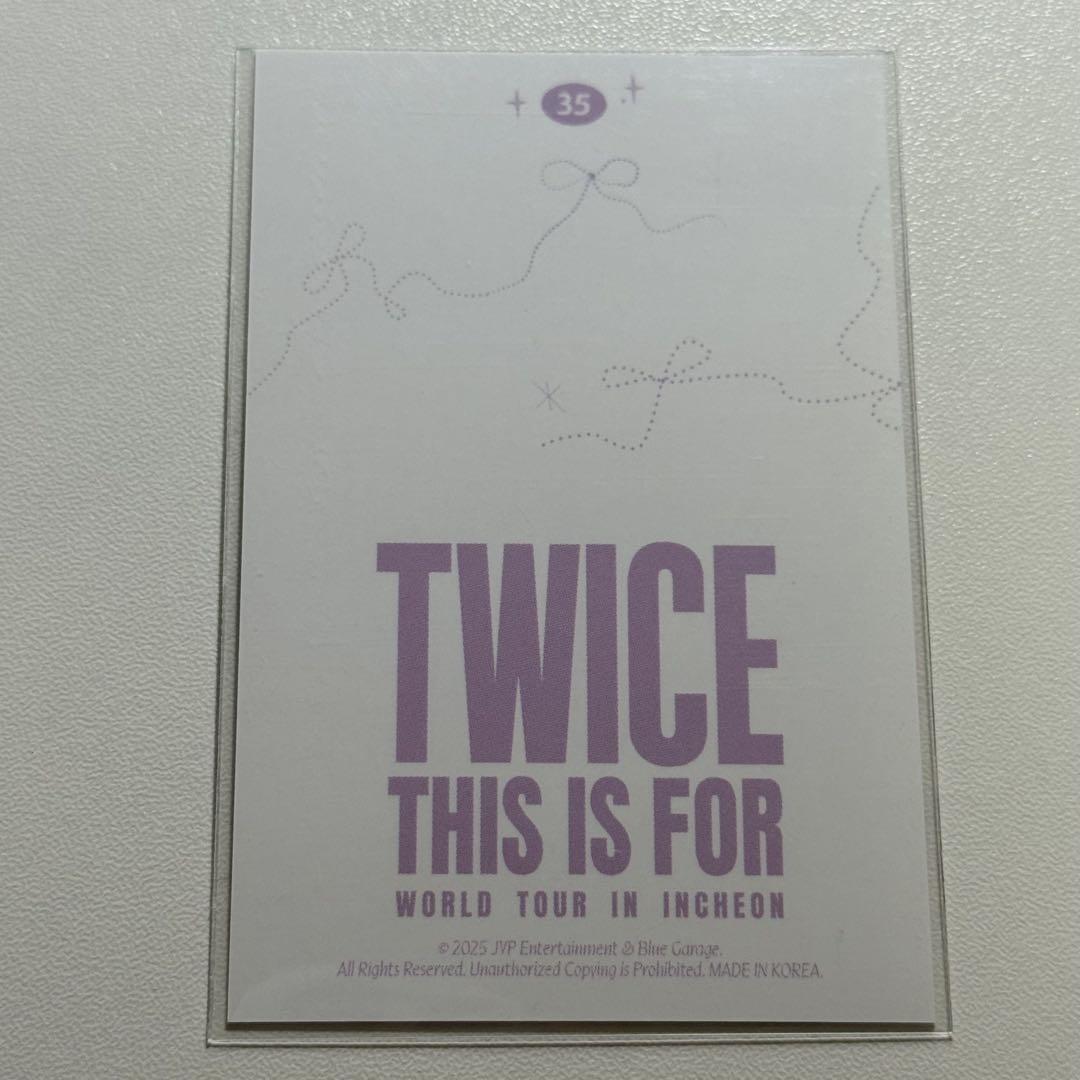 35
TWICE
THIS IS FOR
WORLD TOUR IN INCHEON
© 2025 JYP Entertainment & Blue Garage.
All Rights Reserved. Unauthorized Copying is Prohibited. MADE IN KOREA.